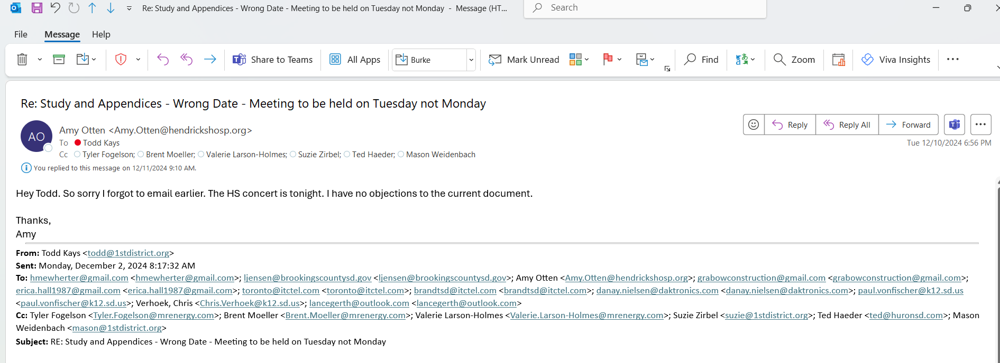 Re: Study and Appendices - Wrong Date - Meeting to be held on Tuesday not Monday - Message (HT...
Search
File Message Help
Share to Teams All Apps Burke Mark Unread Find Zoom Viva Insights
Re: Study and Appendices - Wrong Date - Meeting to be held on Tuesday not Monday
AO
Amy Otten <Amy.Otten@hendrickshosp.org>
Reply Reply All Forward
To Todd Kays
Tue 12/10/2024 6:56 PM
Cc Tyler Fogelson; Brent Moeller; Valerie Larson-Holmes; Suzie Zirbel; Ted Haeder; Mason Weidenbach
You replied to this message on 12/11/2024 9:10 AM.
Hey Todd. So sorry I forgot to email earlier. The HS concert is tonight. I have no objections to the current document.
Thanks,
Amy
From: Todd Kays <todd@1stdistrict.org>
Sent: Monday, December 2, 2024 8:17:32 AM
To: hmewherter@gmail.com <hmewherter@gmail.com>; ljensen@brookingscountysd.gov <ljensen@brookingscountysd.gov>; Amy Otten <Amy.Otten@hendrickshosp.org>; grabowconstruction@gmail.com <grabowconstruction@gmail.com>;
erica.hall1987@gmail.com <erica.hall1987@gmail.com>; toronto@itctel.com <toronto@itctel.com>; brandtsd@itctel.com <brandtsd@itctel.com>; danay.nielsen@daktronics.com <danay.nielsen@daktronics.com>; paul.vonfischer@k12.sd.us
<paul.vonfischer@k12.sd.us>; Verhoek, Chris <Chris.Verhoek@k12.sd.us>; lancegerth@outlook.com <lancegerth@outlook.com>
Cc: Tyler Fogelson <Tyler.Fogelson@mrenergy.com>; Brent Moeller <Brent.Moeller@mrenergy.com>; Valerie Larson-Holmes <Valerie.Larson-Holmes@mrenergy.com>; Suzie Zirbel <suzie@1stdistrict.org>; Ted Haeder <ted@huronsd.com>; Mason
Weidenbach <mason@1stdistrict.org>
Subject: RE: Study and Appendices - Wrong Date - Meeting to be held on Tuesday not Monday